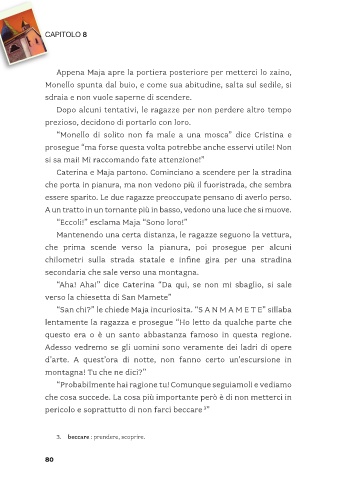 CAPITOLO 8
Appena Maja apre la portiera posteriore per metterci lo zaino,
Monello spunta dal buio, e come sua abitudine, salta sul sedile, si
sdraia e non vuole saperne di scendere.
Dopo alcuni tentativi, le ragazze per non perdere altro tempo
prezioso, decidono di portarlo con loro.
“Monello di solito non fa male a una mosca” dice Cristina e
prosegue “ma forse questa volta potrebbe anche esservi utile! Non
si sa mai! Mi raccomando fate attenzione!”
Caterina e Maja partono. Cominciano a scendere per la stradina
che porta in pianura, ma non vedono più il fuoristrada, che sembra
essere sparito. Le due ragazze preoccupate pensano di averlo perso.
A un tratto in un tornante più in basso, vedono una luce che si muove.
“Eccoli!” esclama Maja “Sono loro!”
Mantenendo una certa distanza, le ragazze seguono la vettura,
che prima scende verso la pianura, poi prosegue per alcuni
chilometri sulla strada statale e infine gira per una stradina
secondaria che sale verso una montagna.
“Aha! Aha!” dice Caterina “Da qui, se non mi sbaglio, si sale
verso la chiesetta di San Mamete”
“San chi?” le chiede Maja incuriosita. “S A N M A M E T E” sillaba
lentamente la ragazza e prosegue “Ho letto da qualche parte che
questo era o è un santo abbastanza famoso in questa regione.
Adesso vedremo se gli uomini sono veramente dei ladri di opere
d’arte. A quest’ora di notte, non fanno certo un’escursione in
montagna! Tu che ne dici?”
“Probabilmente hai ragione tu! Comunque seguiamoli e vediamo
che cosa succede. La cosa più importante però è di non metterci in
pericolo e soprattutto di non farci beccare³”
3. beccare : prendere, scoprire.
80